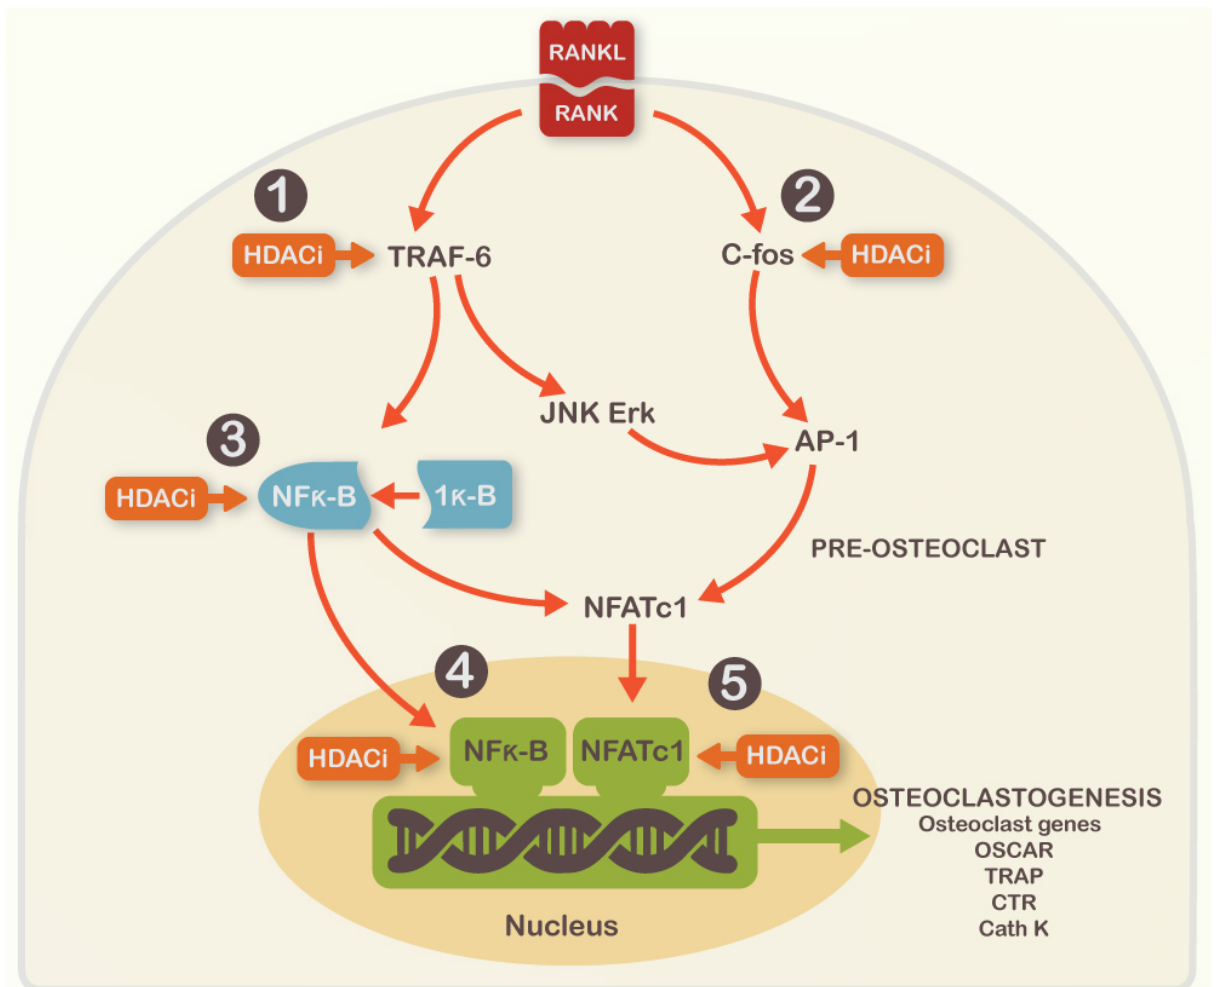 RANKL
RANK
1
2
HDACi
TRAF-6
C-fos
HDACi
JNK Erk
3
AP-1
HDACi
NFκ-B
1κ-B
PRE-OSTEOCLAST
NFATc1
4
5
HDACi
NFκ-B
NFATc1
HDACi
OSTEOCLASTOGENESIS
Osteoclast genes
OSCAR
TRAP
CTR
Cath K
Nucleus